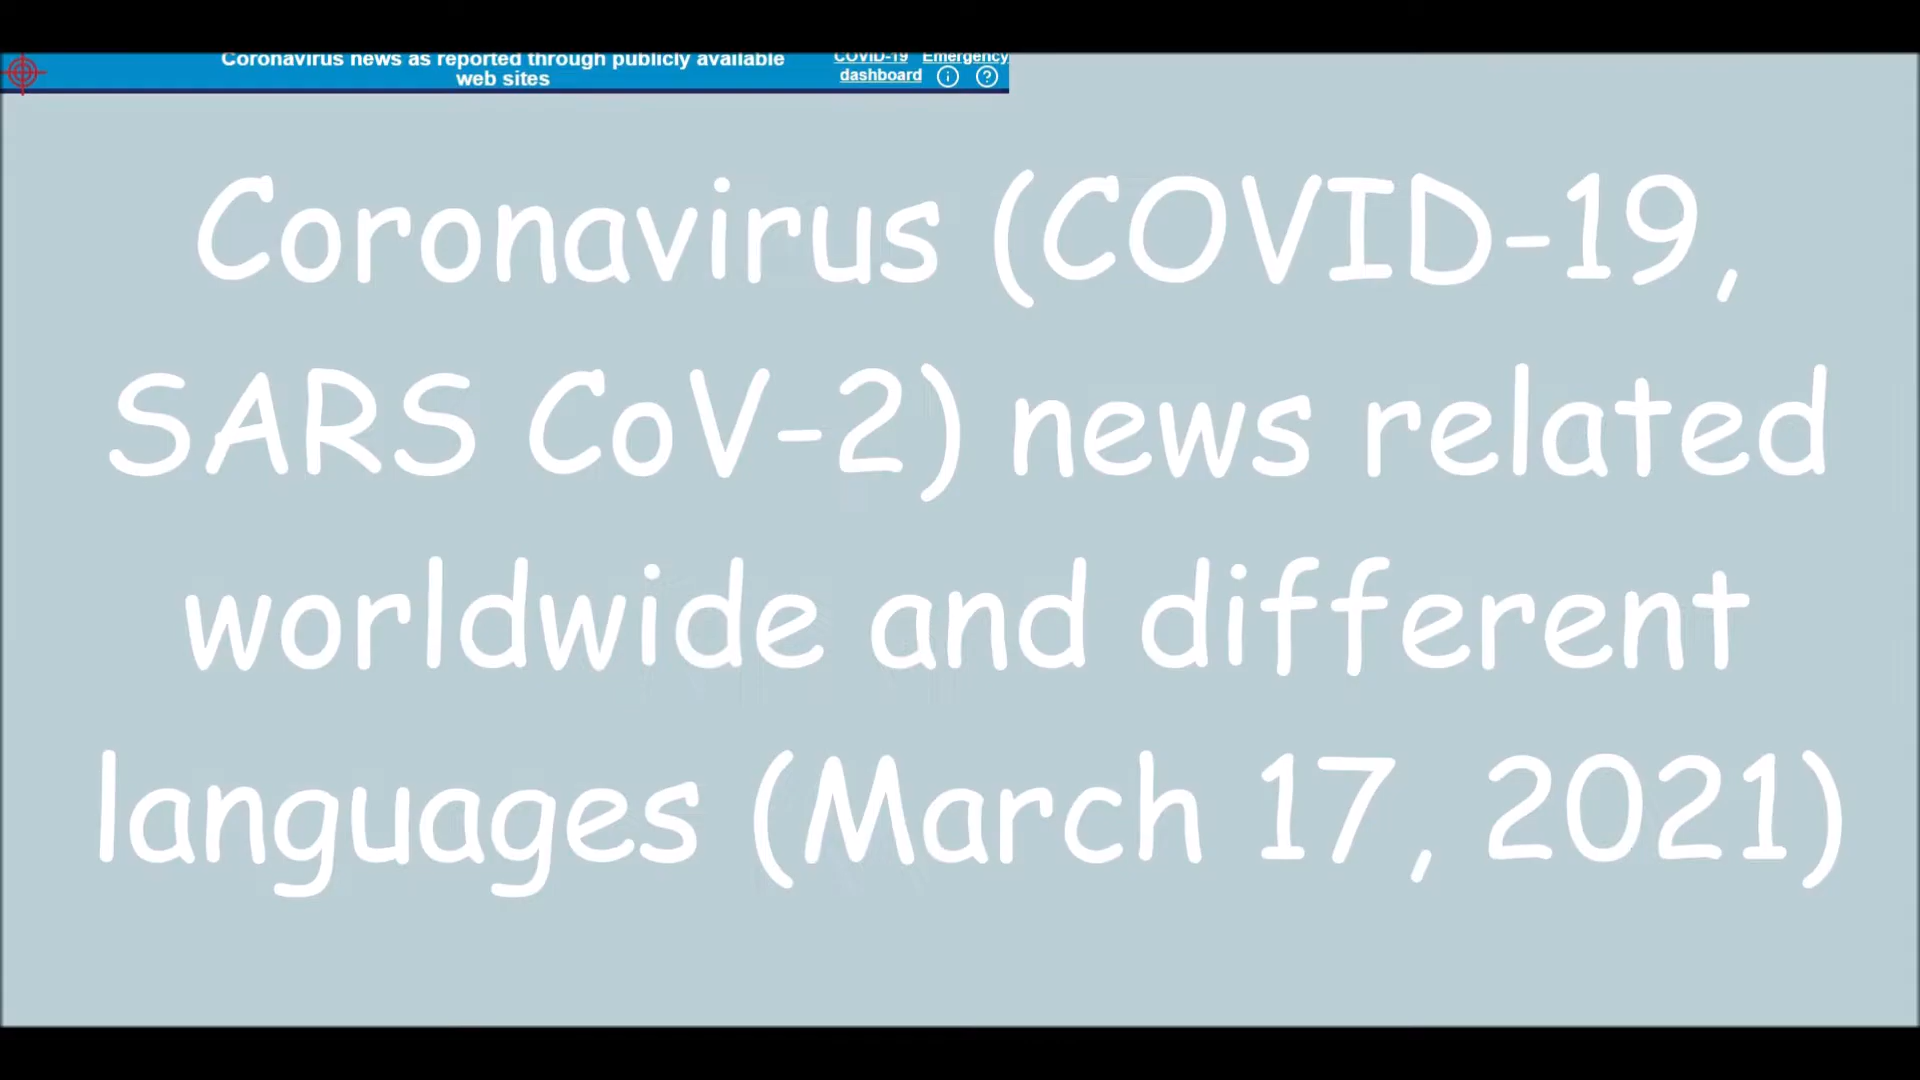 Coronavirus news as reported through publicly available
web sites
COVID-19 Emergency
dashboard
Coronavirus (COVID-19,
SARS CoV-2) news related
worldwide and different
languages (March 17, 2021)